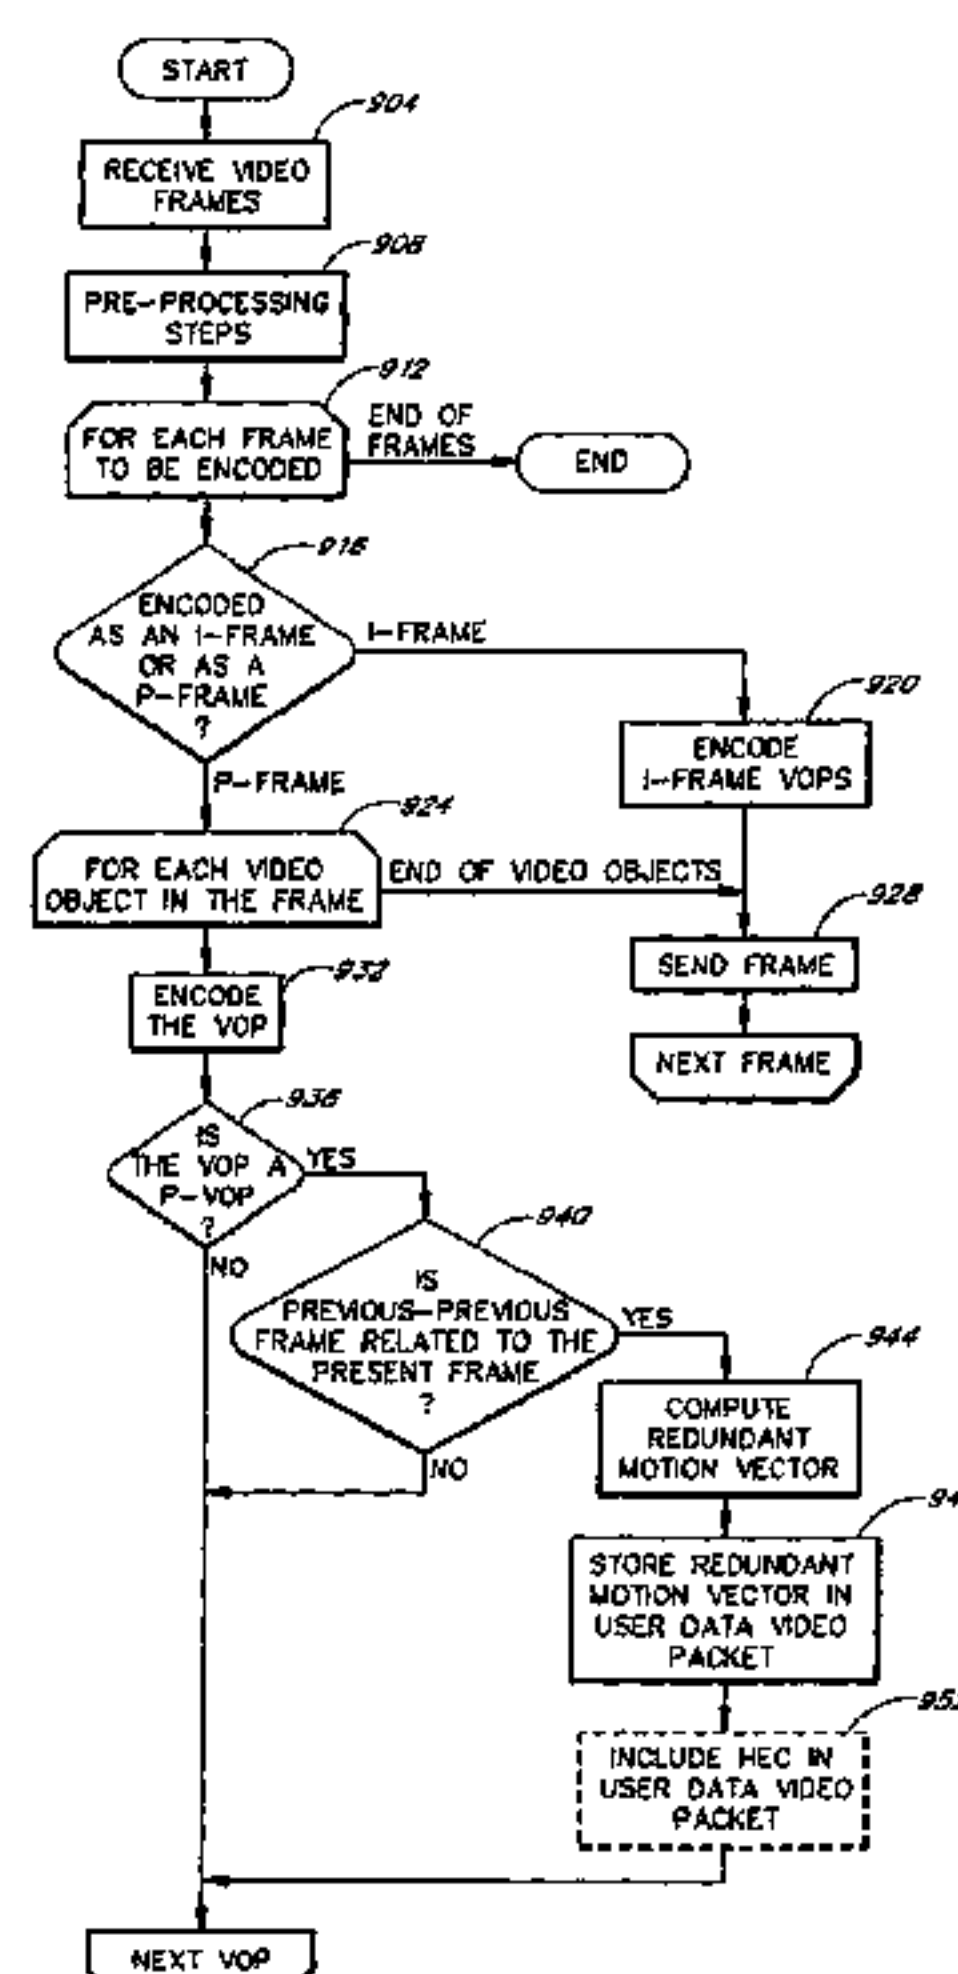 START
904
RECEIVE VIDEO
FRAMES
908
PRE-PROCESSING
STEPS
912
FOR EACH FRAME
TO BE ENCODED
END OF
FRAMES
END
916
ENCODED
AS AN I-FRAME
OR AS A
P-FRAME
?
I-FRAME
920
ENCODE
I-FRAME VOPS
P-FRAME
924
FOR EACH VIDEO
OBJECT IN THE FRAME
END OF VIDEO OBJECTS
928
SEND FRAME
932
ENCODE
THE VOP
NEXT FRAME
936
IS
THE VOP A
P-VOP
?
YES
NO
940
IS
PREVIOUS-PREVIOUS
FRAME RELATED TO THE
PRESENT FRAME
?
YES
NO
944
COMPUTE
REDUNDANT
MOTION VECTOR
STORE REDUNDANT
MOTION VECTOR IN
USER DATA VIDEO
PACKET
INCLUDE HEC IN
USER DATA VIDEO
PACKET
NEXT VOP